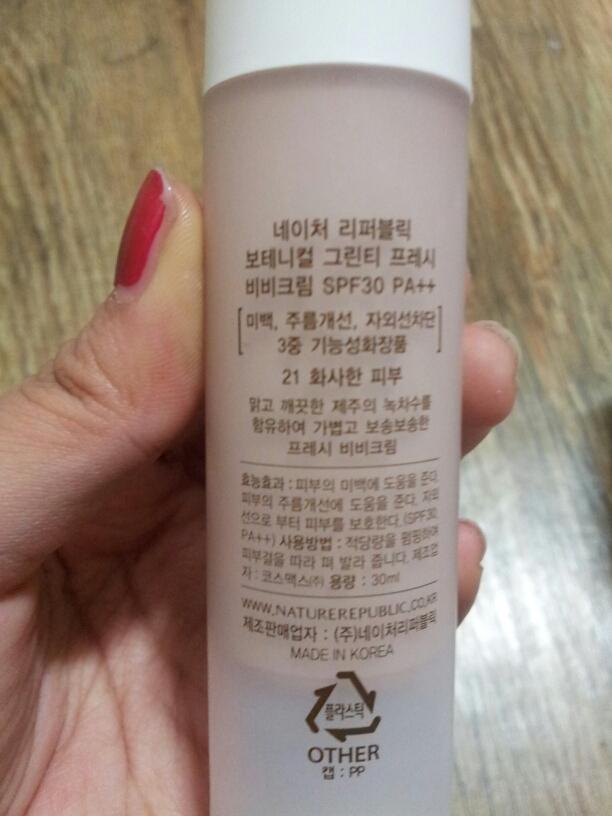 네이처 리퍼블릭
보테니컬 그린티 프레시
비비크림 SPF30 PA++
[미백, 주름개선, 자외선차단
3중 기능성화장품]
21 화사한 피부
맑고 깨끗한 제주의 녹차수를
함유하여 가볍고 보송보송한
프레시 비비크림
효능효과 : 피부의 미백에 도움을 준다.
피부의 주름개선에 도움을 준다. 자외
선으로 부터 피부를 보호한다. (SPF30,
PA++) 사용방법 : 적당량을 펌핑하여
피부결을 따라 펴 발라 줍니다. 제조업
자 : 코스맥스(주) 용량 : 30ml
WWW.NATUREREPUBLIC.CO.KR
제조판매업자 : (주)네이처리퍼블릭
MADE IN KOREA
플라스틱
OTHER
캡 : PP